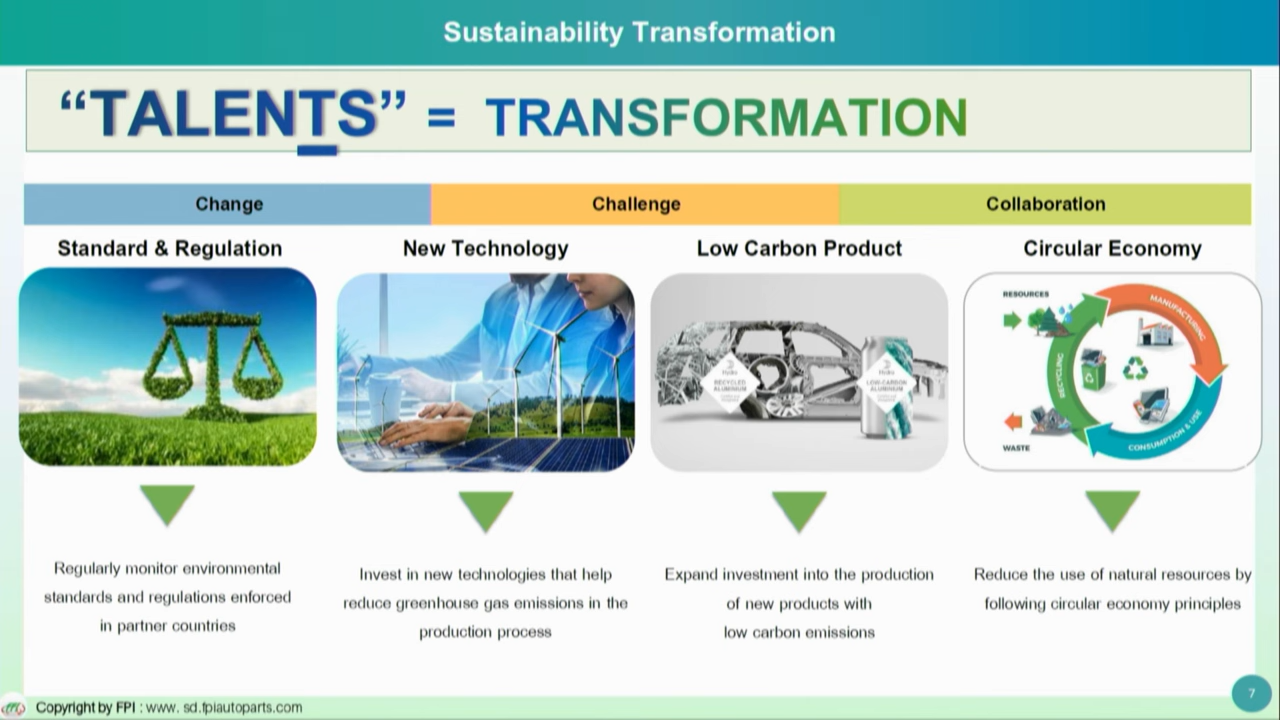 Sustainability Transformation
“TALENTS” = TRANSFORMATION
Change
Challenge
Collaboration
Standard & Regulation
New Technology
Low Carbon Product
Circular Economy
RECYCLED
ALUMINIUM
LOW-CARBON
ALUMINIUM
RESOURCES
MANUFACTURING
RECYCLING
CONSUMPTION & USE
WASTE
Regularly monitor environmental
standards and regulations enforced
in partner countries
Invest in new technologies that help
reduce greenhouse gas emissions in the
production process
Expand investment into the production
of new products with
low carbon emissions
Reduce the use of natural resources by
following circular economy principles
Copyright by FPI : www. sd.fpiautoparts.com
7